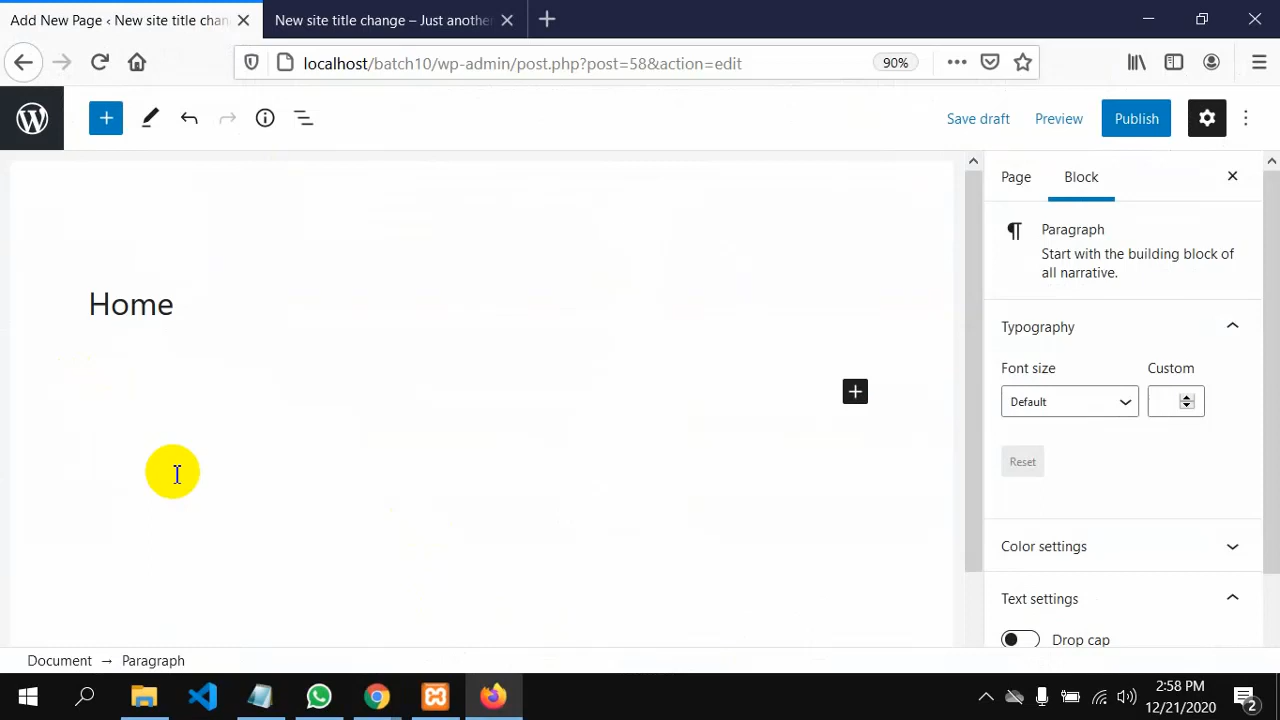 Add New Page ‹ New site title chan
New site title change – Just another
localhost/batch10/wp-admin/post.php?post=58&action=edit
90%
Save draft
Preview
Publish
Page
Block
Paragraph
Start with the building block of
all narrative.
Home
Typography
Font size
Custom
Default
Reset
Color settings
Text settings
Drop cap
Document → Paragraph
2:58 PM
12/21/2020
2